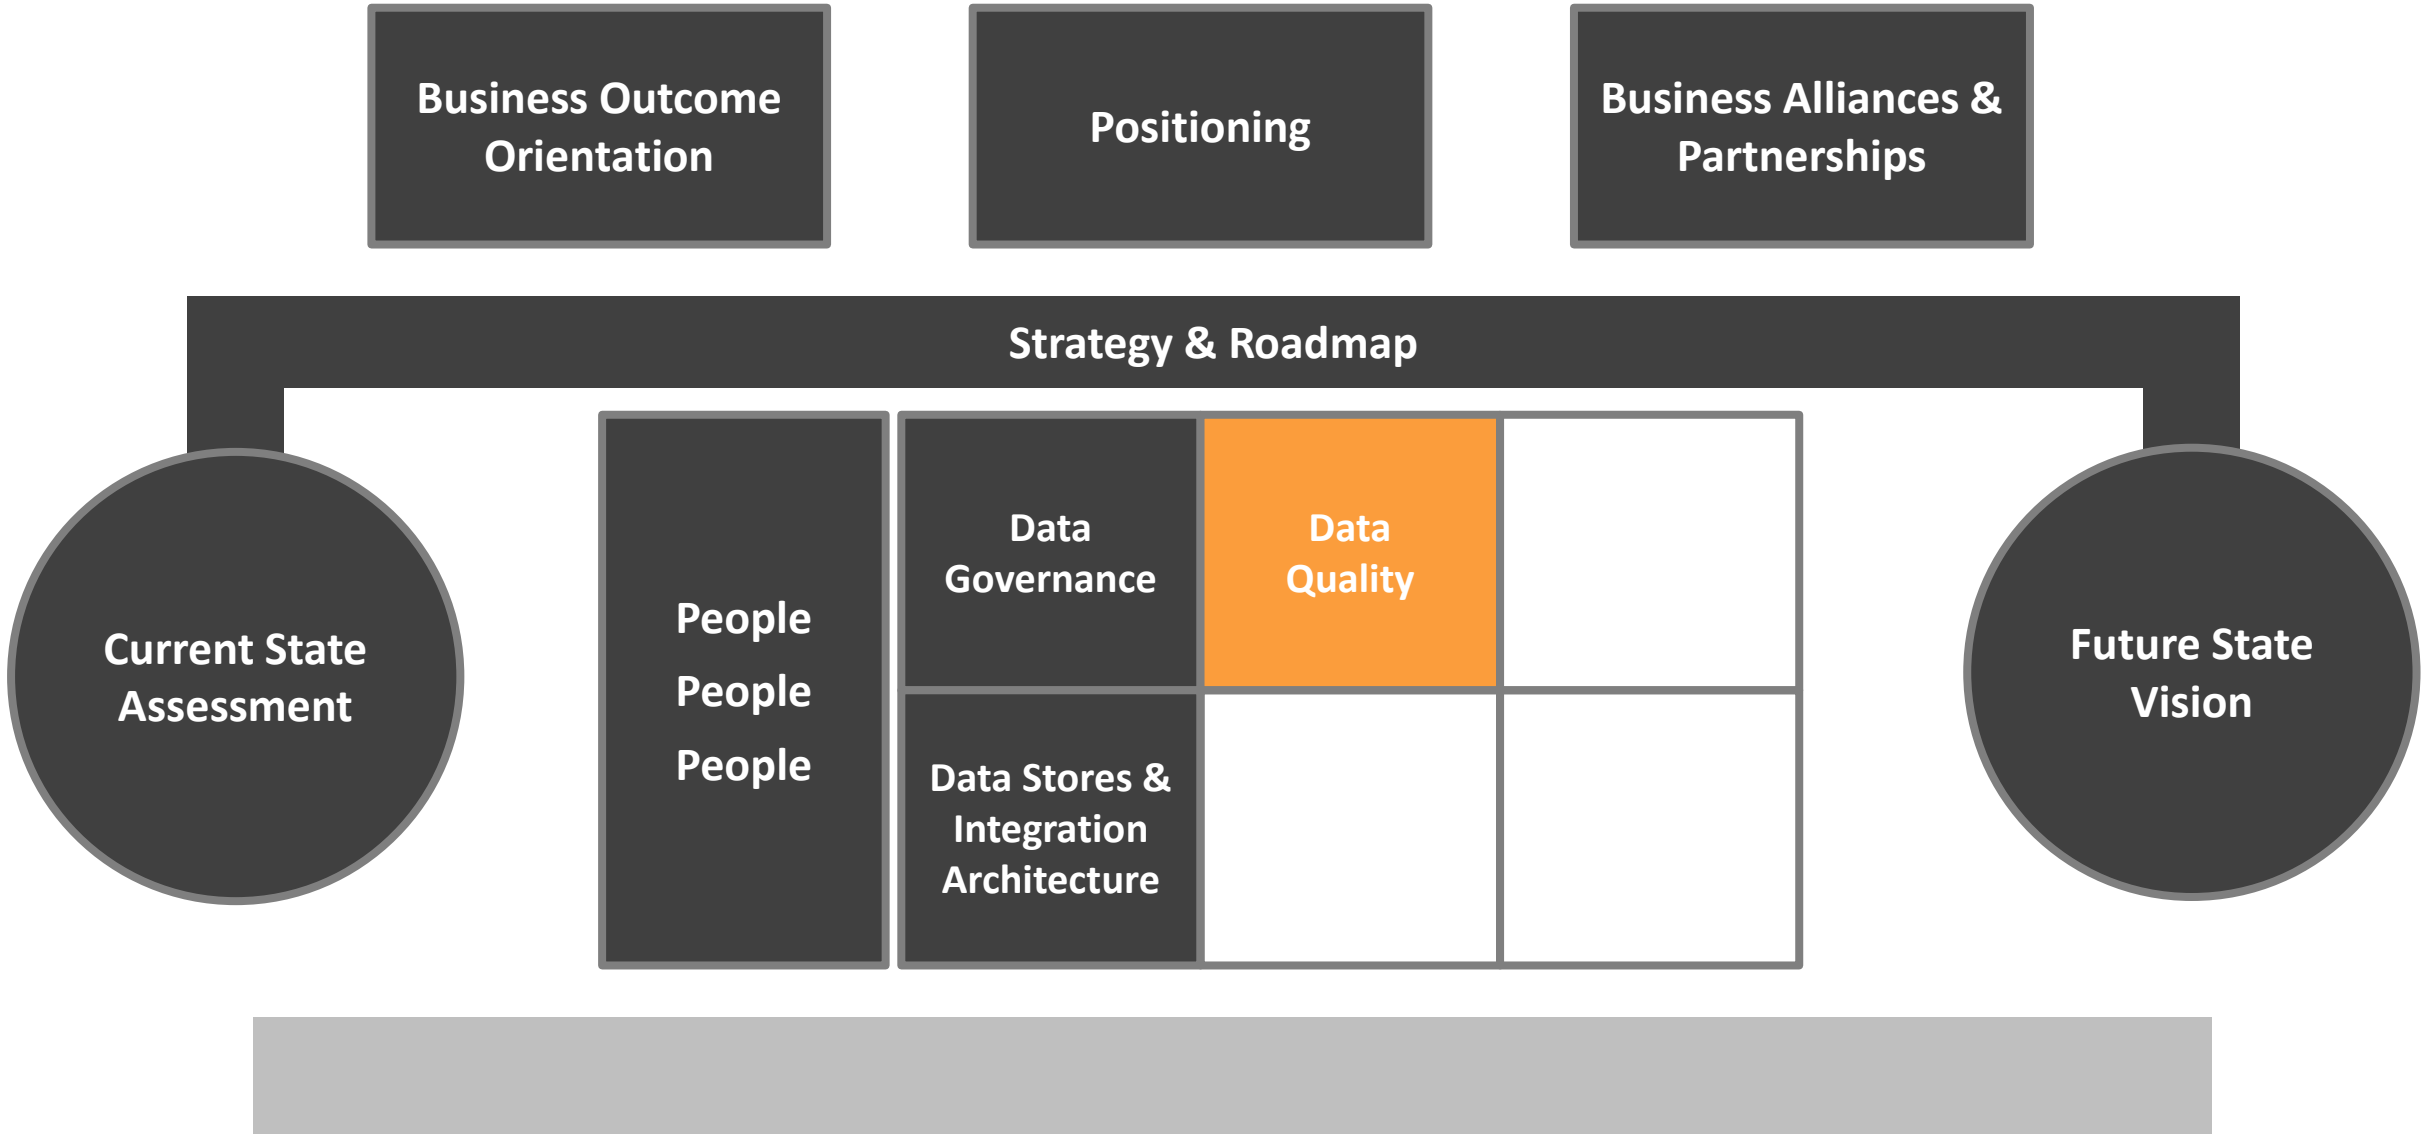 Business Outcome
Orientation
Positioning
Business Alliances &
Partnerships
Strategy & Roadmap
Current State
Assessment
People
People
People
Data
Governance
Data
Quality
Data Stores &
Integration
Architecture
Future State
Vision